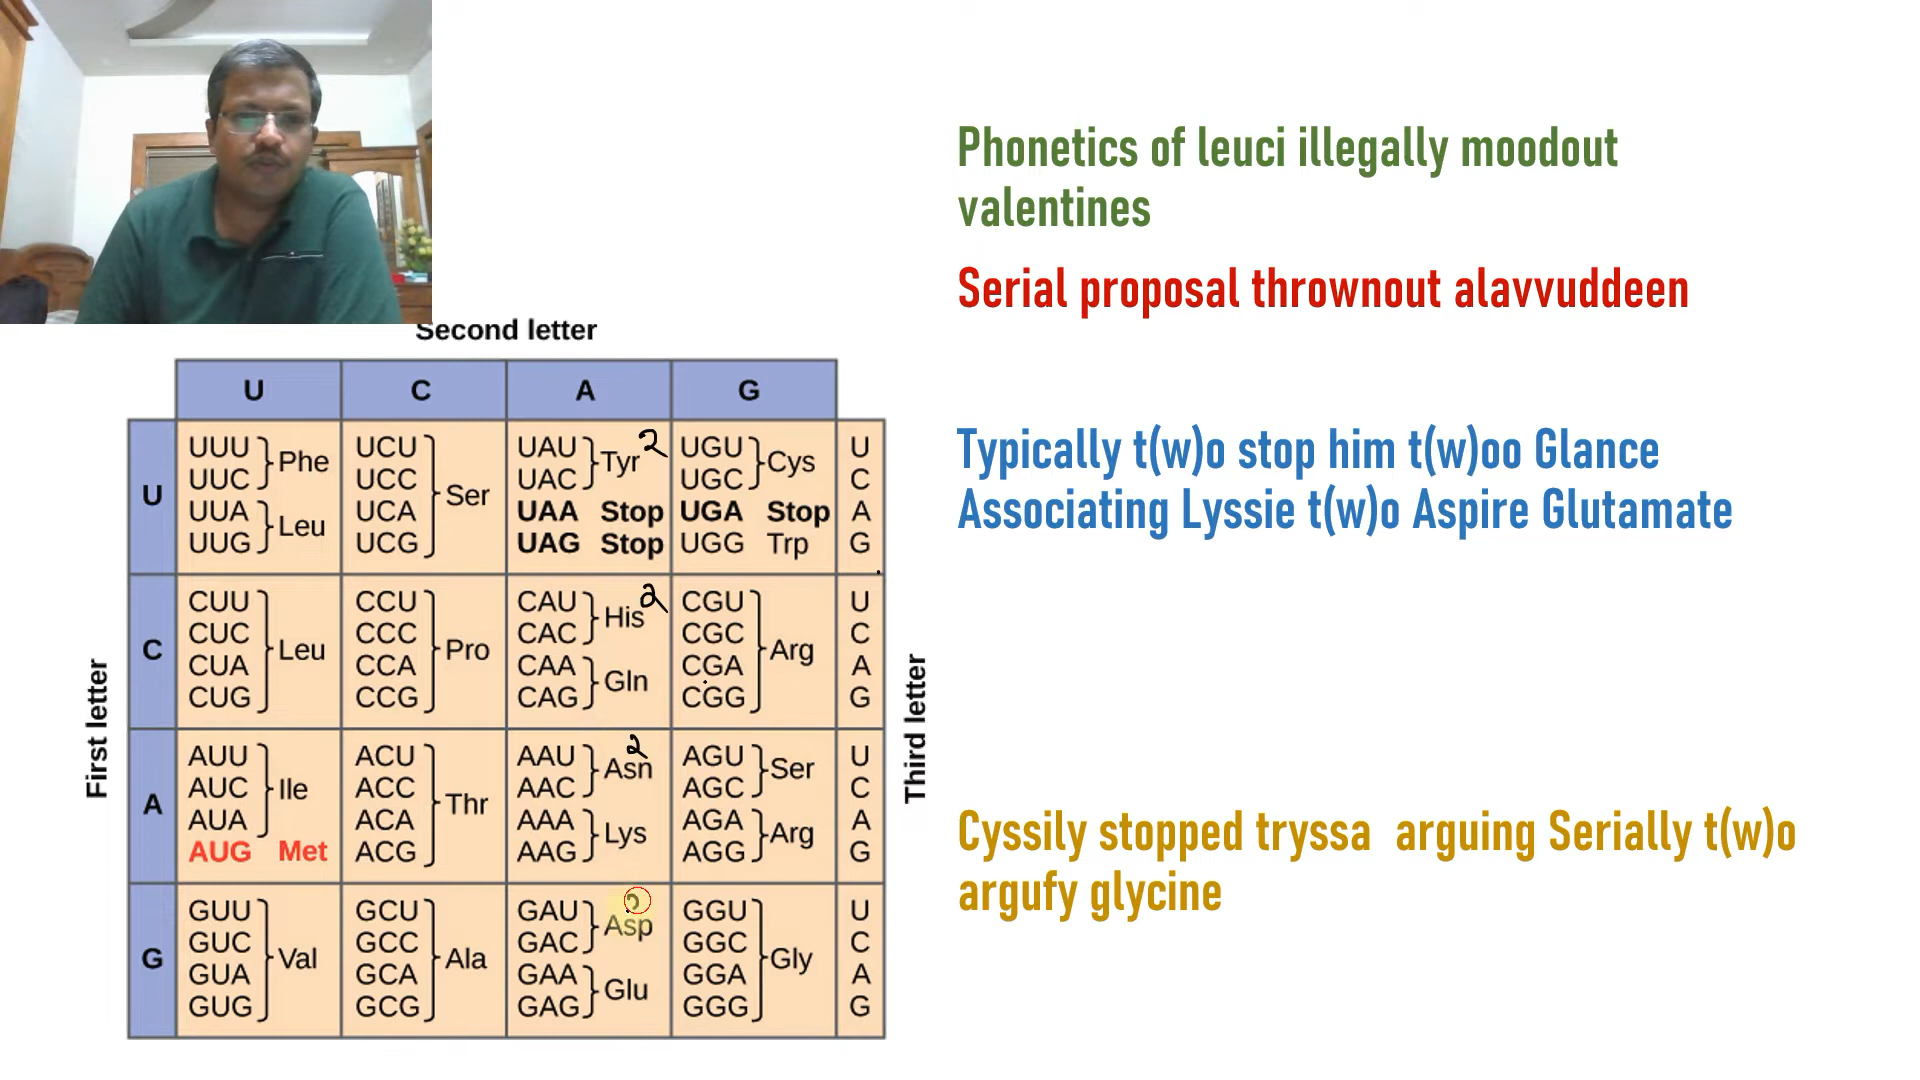 Phonetics of leuci illegally moodout
valentines
Serial proposal thrownout alavvuddeen
Typically t(w)o stop him t(w)oo Glance
Associating Lyssie t(w)o Aspire Glutamate
Cyssily stopped tryssa arguing Serially t(w)o
argufy glycine
Second letter
U C A G
First letter
Third letter
U
UUU
UUC
Phe
UUA
UUG
Leu
UCU
UCC
UCA
UCG
Ser
UAU
UAC
Tyr 2
UAA Stop
UAG Stop
UGU
UGC
Cys
UGA Stop
UGG Trp
U
C
A
G
C
CUU
CUC
CUA
CUG
Leu
CCU
CCC
CCA
CCG
Pro
CAU
CAC
His 2
CAA
CAG
Gln
CGU
CGC
CGA
CGG
Arg
U
C
A
G
A
AUU
AUC
AUA
Ile
AUG Met
ACU
ACC
ACA
ACG
Thr
AAU
AAC
Asn 2
AAA
AAG
Lys
AGU
AGC
Ser
AGA
AGG
Arg
U
C
A
G
G
GUU
GUC
GUA
GUG
Val
GCU
GCC
GCA
GCG
Ala
GAU
GAC
Asp 2
GAA
GAG
Glu
GGU
GGC
GGA
GGG
Gly
U
C
A
G